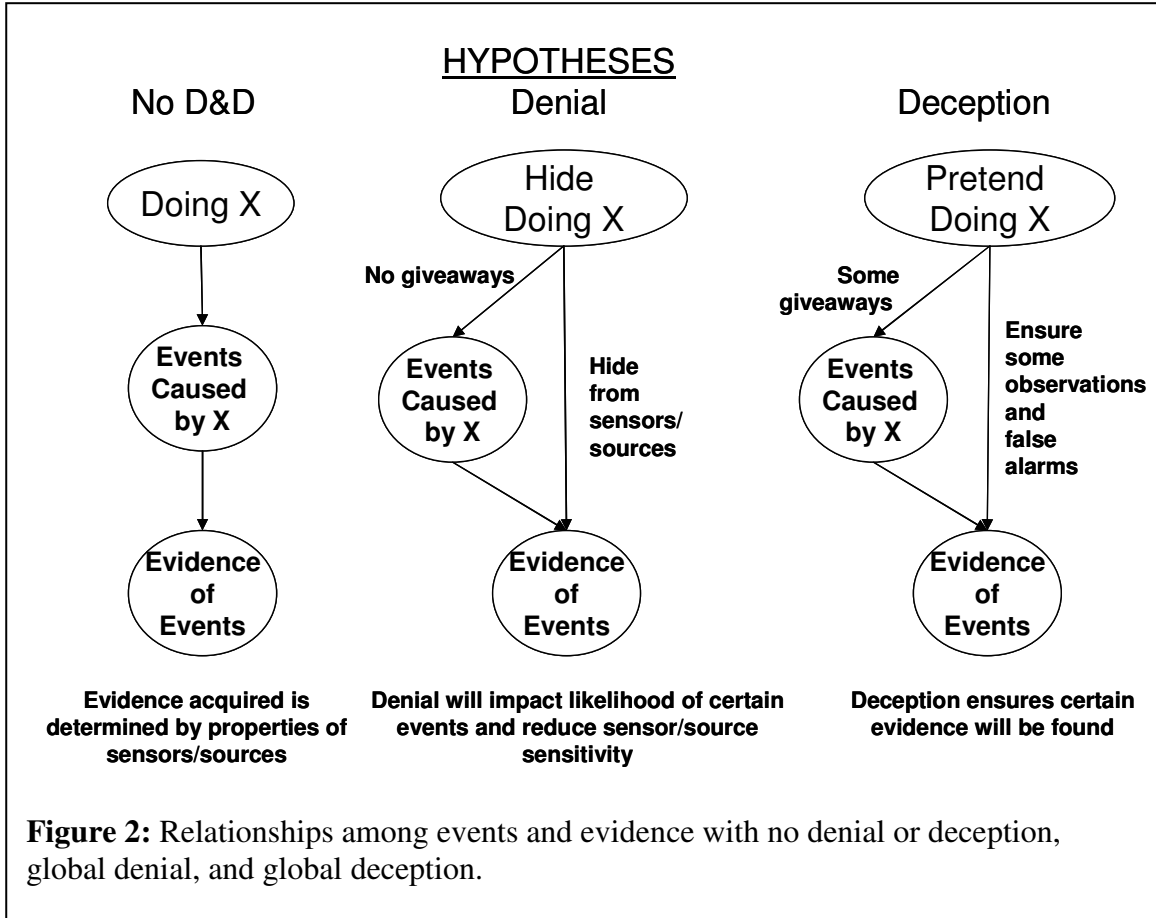 HYPOTHESES
No D&D
Doing X
Events
Caused
by X
Evidence
of
Events
Evidence acquired is
determined by properties of
sensors/sources
Denial
Hide
Doing X
No giveaways
Events
Caused
by X
Hide
from
sensors/
sources
Evidence
of
Events
Denial will impact likelihood of certain
events and reduce sensor/source
sensitivity
Deception
Pretend
Doing X
Some
giveaways
Events
Caused
by X
Ensure
some
observations
and
false
alarms
Evidence
of
Events
Deception ensures certain
evidence will be found
Figure 2: Relationships among events and evidence with no denial or deception,
global denial, and global deception.